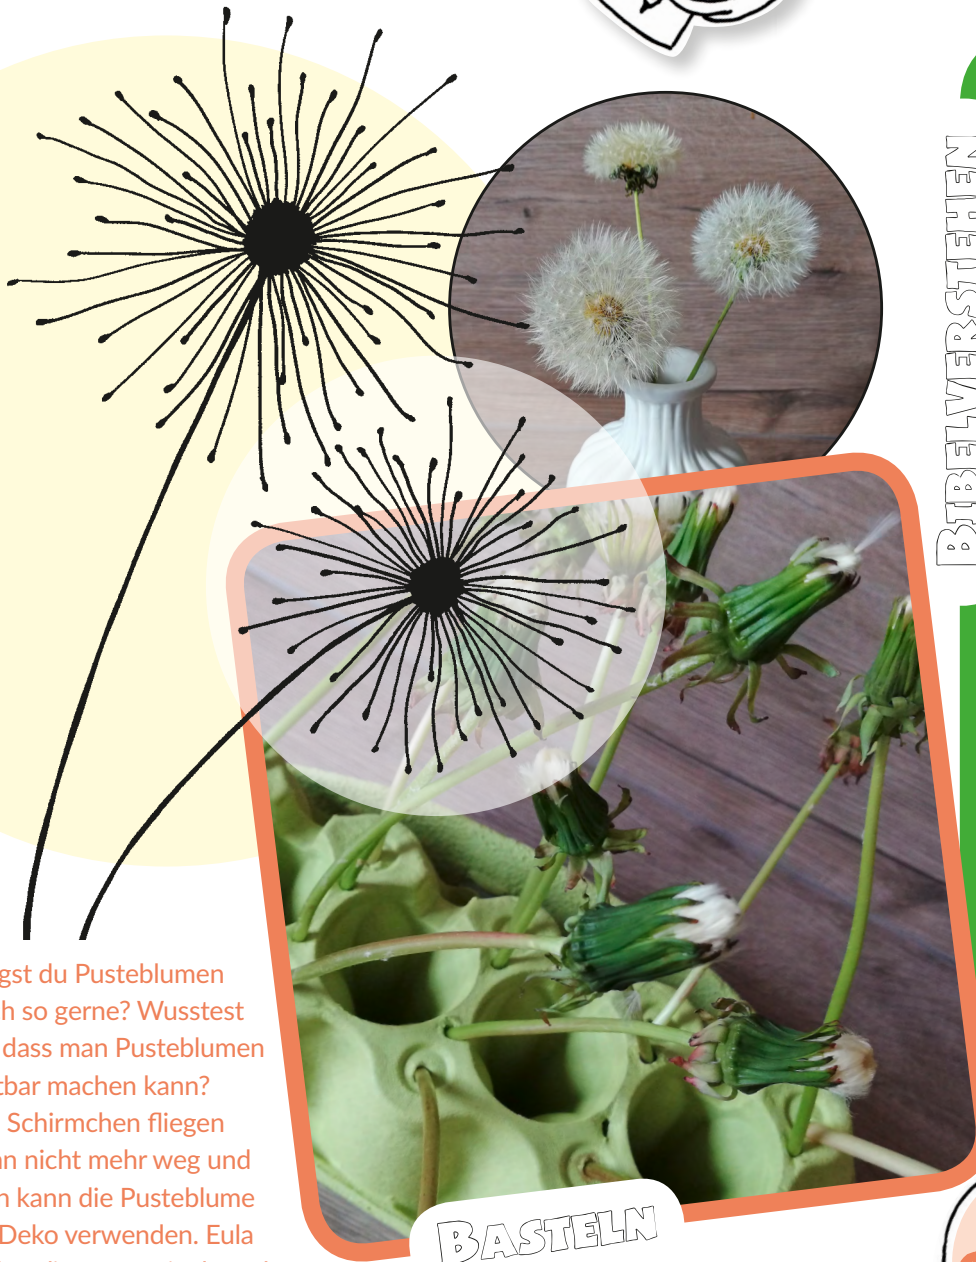 gst du Pusteblumen
h so gerne? Wusstest
dass man Pusteblumen
tbar machen kann?
Schirmchen fliegen
n nicht mehr weg und
n kann die Pusteblume
Deko verwenden. Eula
BASTELN
BIBELVERSTEHEN